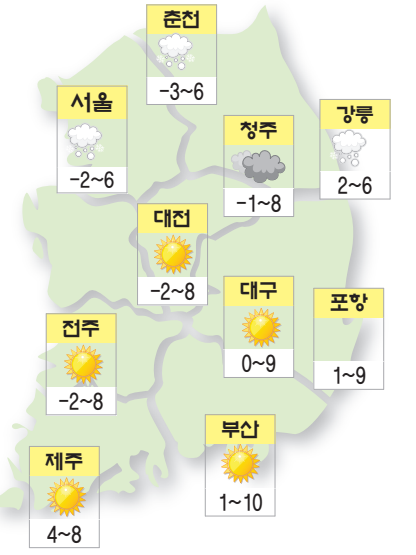 춘천
-3~6
서울
-2~6
청주
-1~8
강릉
2~6
대전
-2~8
대구
0~9
포항
1~9
전주
-2~8
부산
1~10
제주
4~8